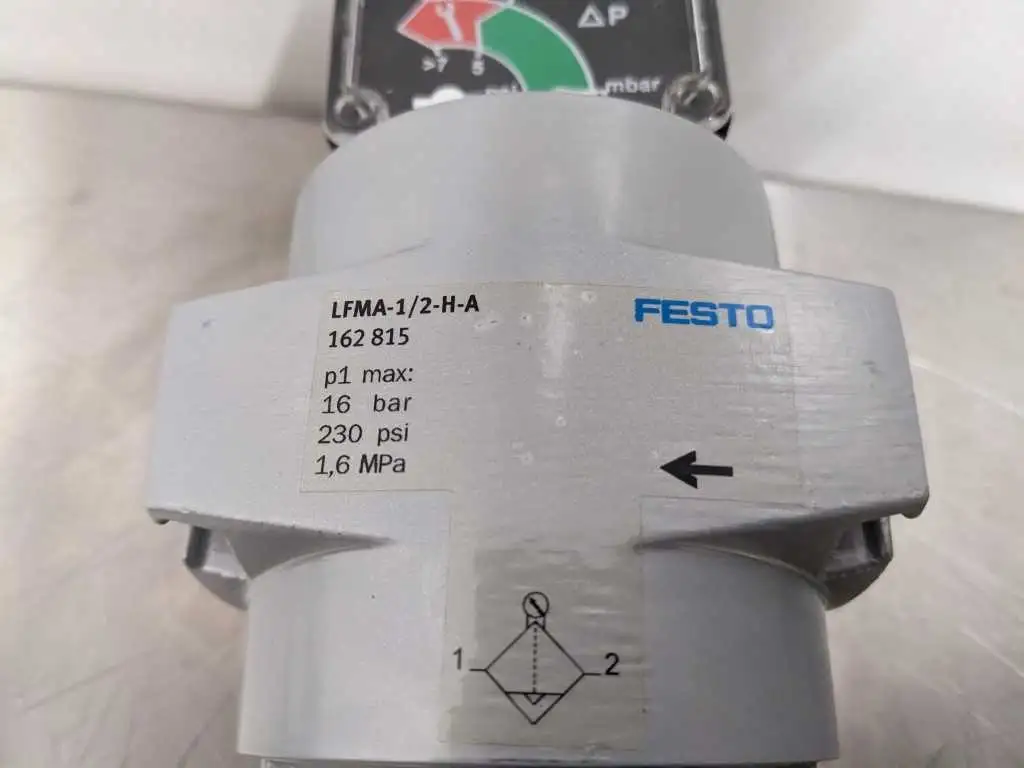 ΔP
>7 5
mbar
LFMA-1/2-H-A
FESTO
162 815
p1 max:
16 bar
230 psi
1,6 MPa
1 2